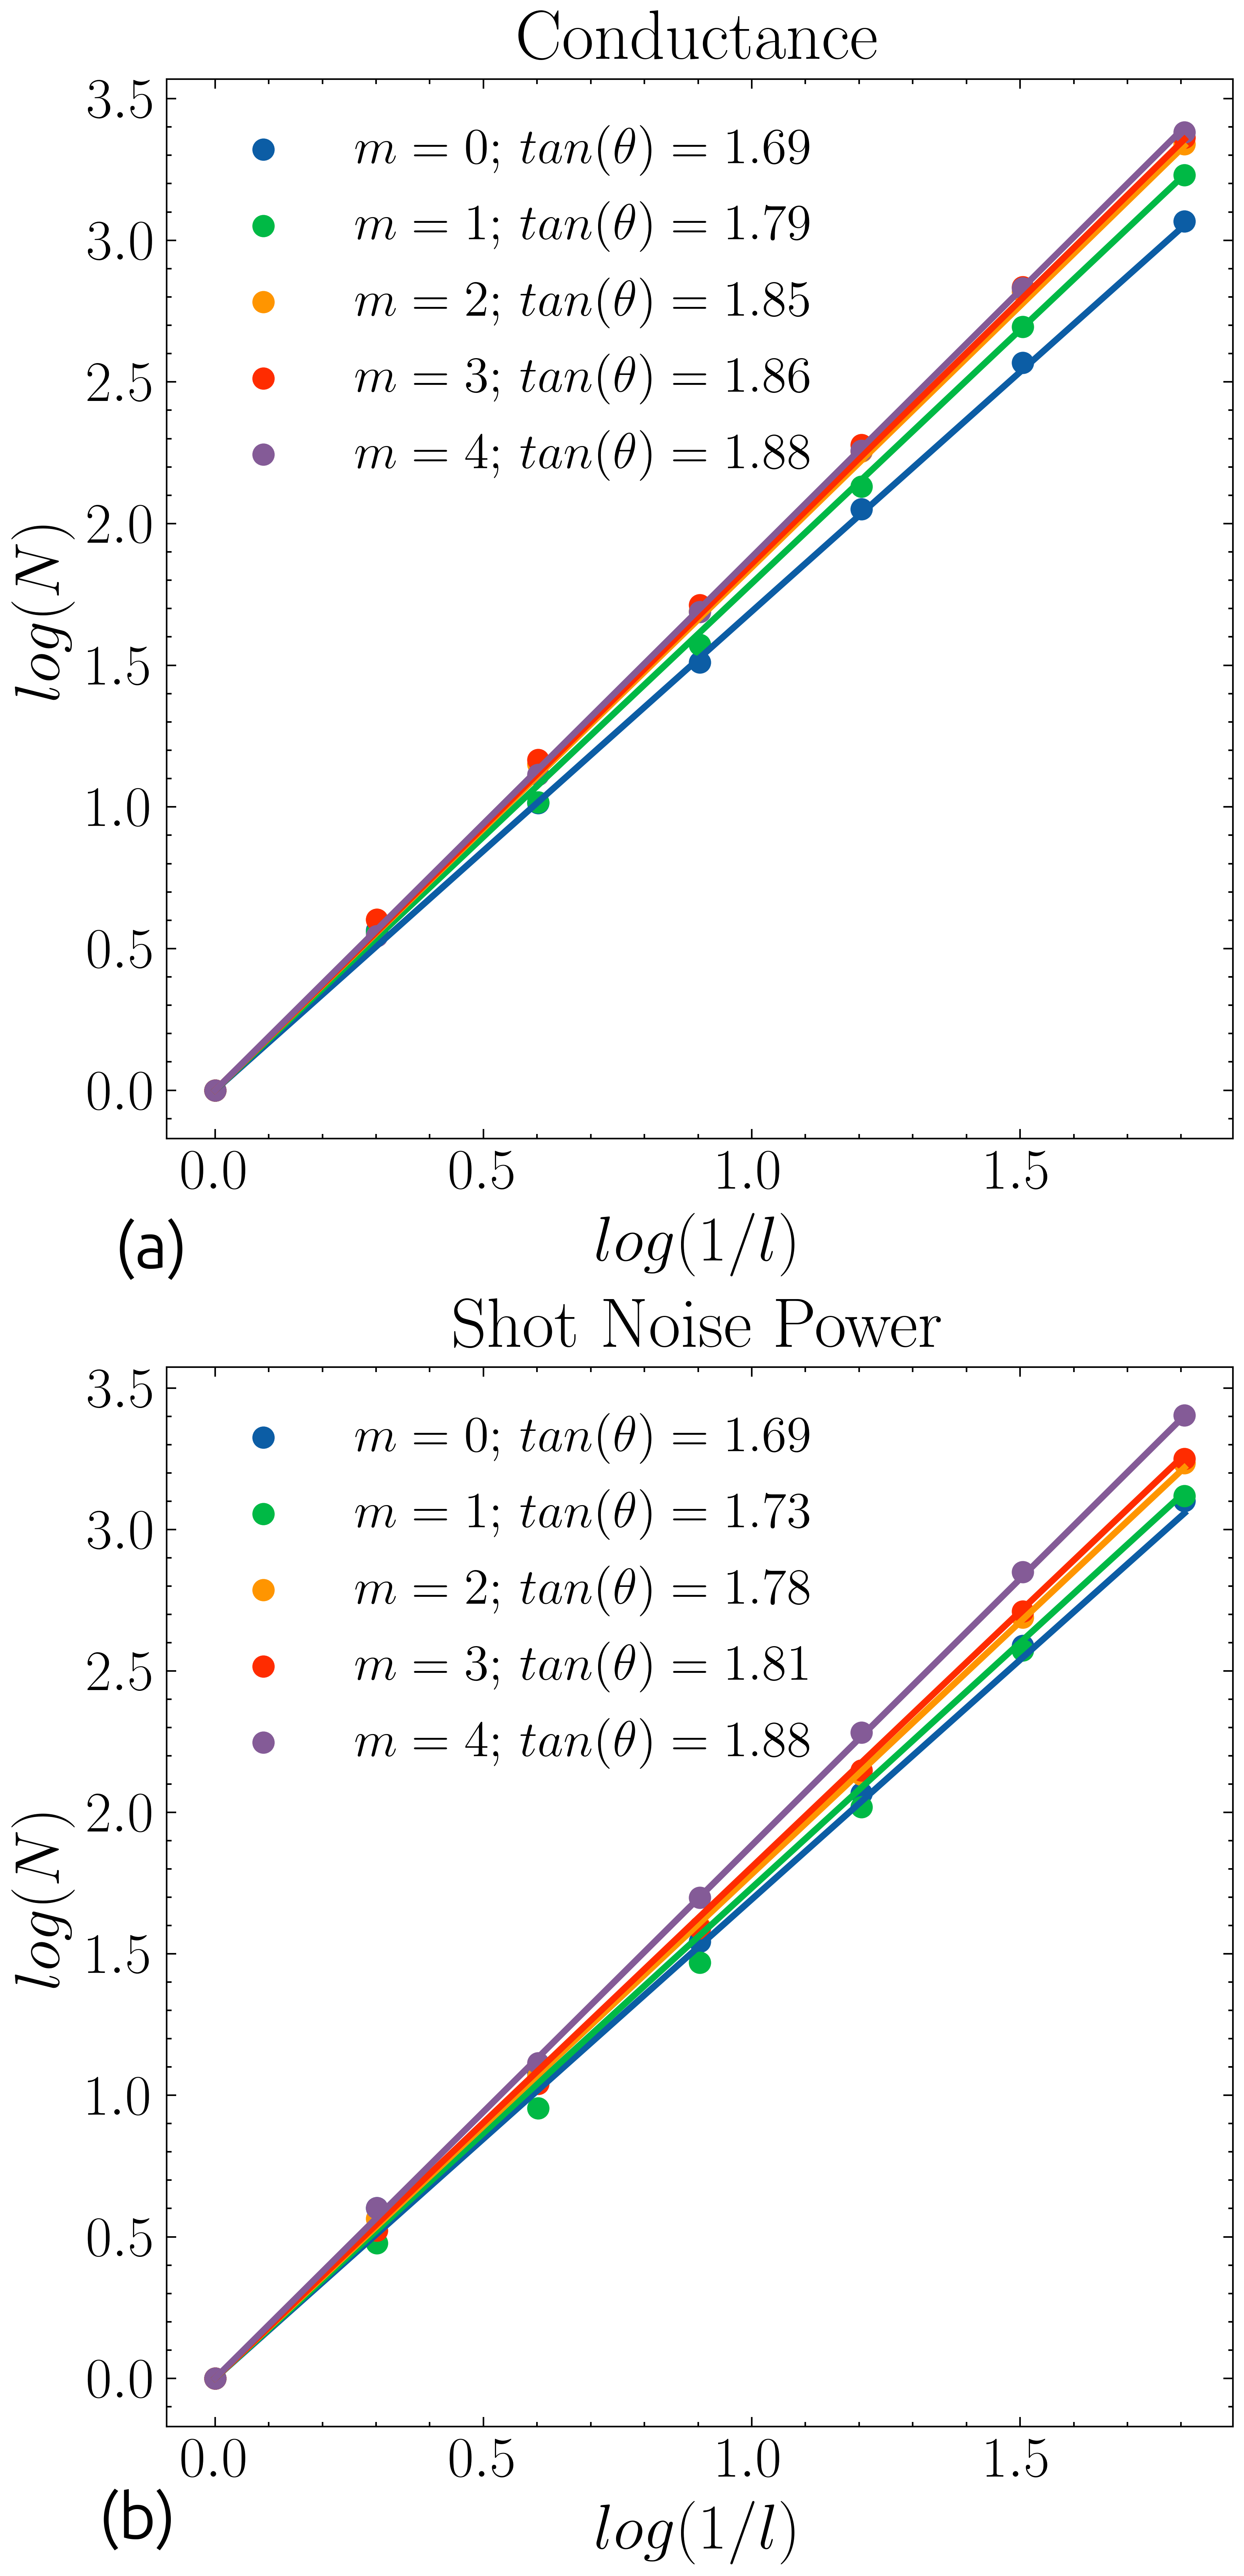 Conductance
3.5
3.0
2.5
2.0
1.5
1.0
0.5
0.0
log(N)
m = 0; tan(θ) = 1.69
m = 1; tan(θ) = 1.79
m = 2; tan(θ) = 1.85
m = 3; tan(θ) = 1.86
m = 4; tan(θ) = 1.88
0.0 0.5 1.0 1.5
log(1/l)
(a)
Shot Noise Power
3.5
3.0
2.5
2.0
1.5
1.0
0.5
0.0
log(N)
m = 0; tan(θ) = 1.69
m = 1; tan(θ) = 1.73
m = 2; tan(θ) = 1.78
m = 3; tan(θ) = 1.81
m = 4; tan(θ) = 1.88
0.0 0.5 1.0 1.5
log(1/l)
(b)